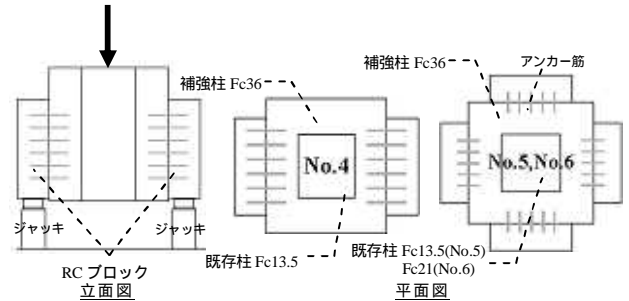 ジャッキ
ジャッキ
RC ブロック
立面図
補強柱 Fc36
No.4
既存柱 Fc13.5
補強柱 Fc36
アンカー筋
No.5,No.6
既存柱 Fc13.5(No.5)
Fc21(No.6)
平面図